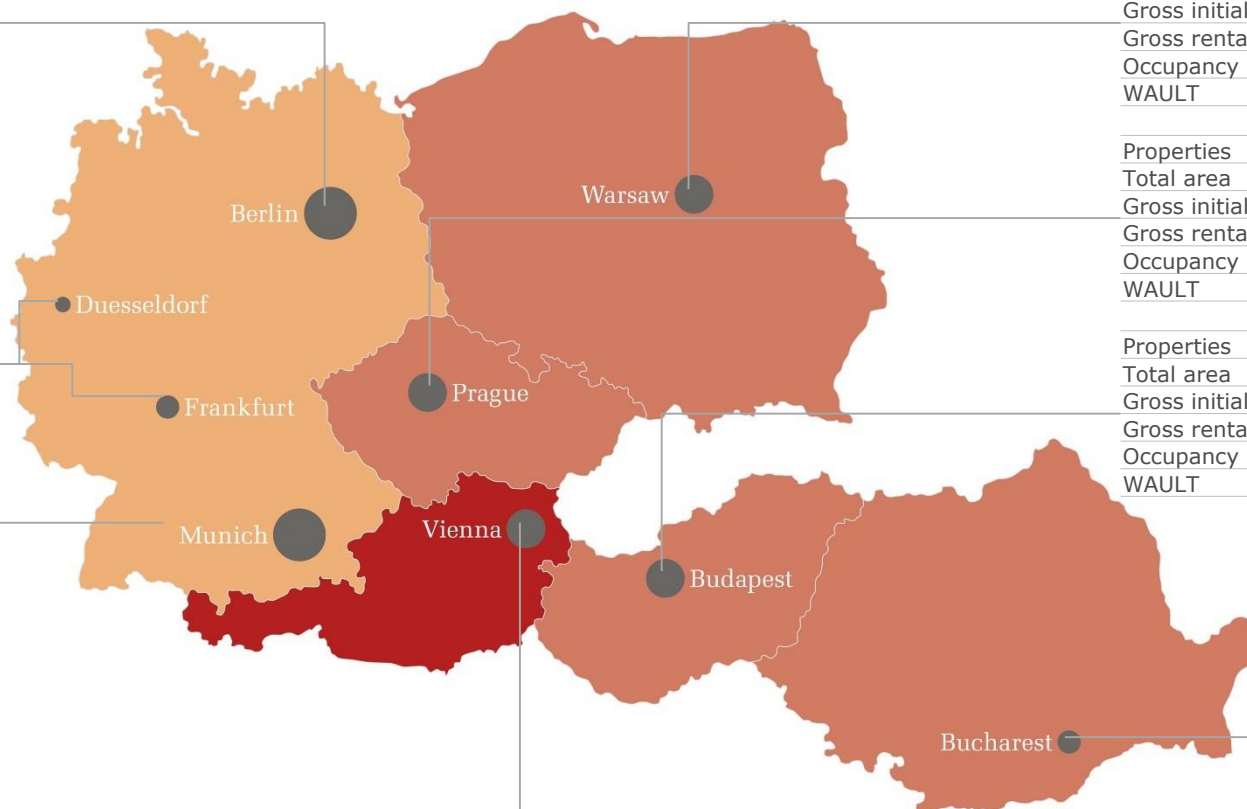 Gross initial
Gross renta
Occupancy
WAULT
Properties
Total area
Gross initial
Gross renta
Occupancy
WAULT
Properties
Total area
Gross initial
Gross renta
Occupancy
WAULT
Berlin
Warsaw
Duesseldorf
Frankfurt
Prague
Munich
Vienna
Budapest
Bucharest